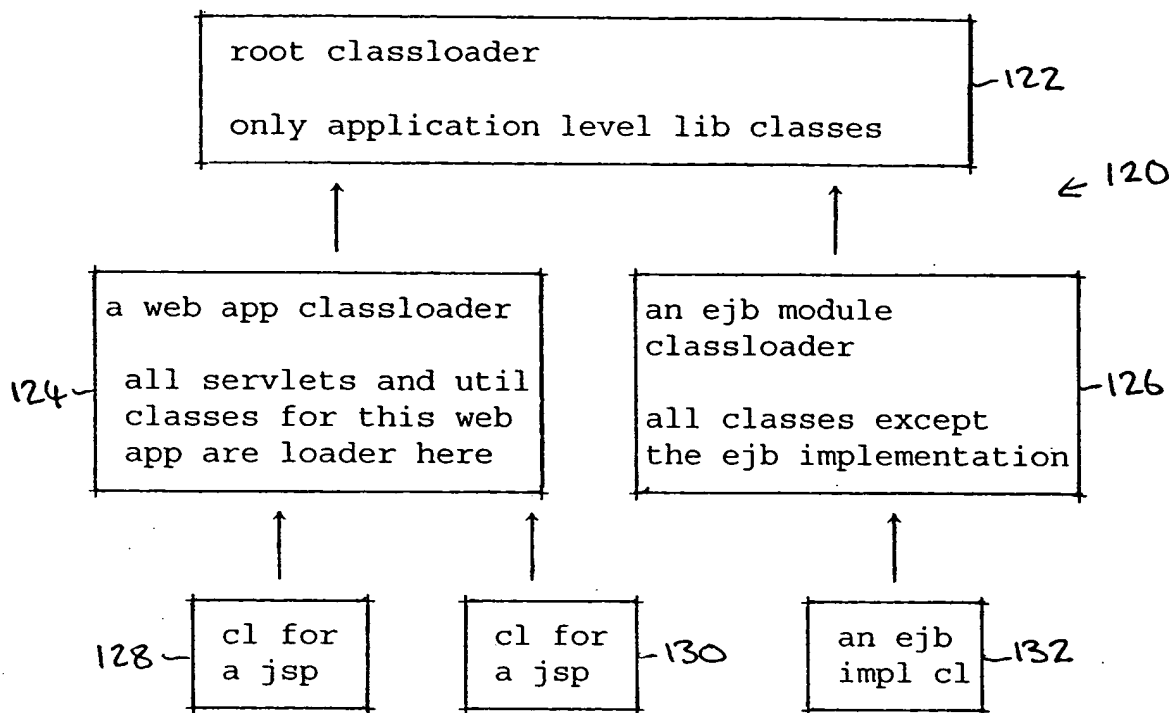 root classloader
only application level lib classes
122
120
a web app classloader
all servlets and util
classes for this web
app are loader here
124
an ejb module
classloader
all classes except
the ejb implementation
126
cl for
a jsp
128
cl for
a jsp
130
an ejb
impl cl
132